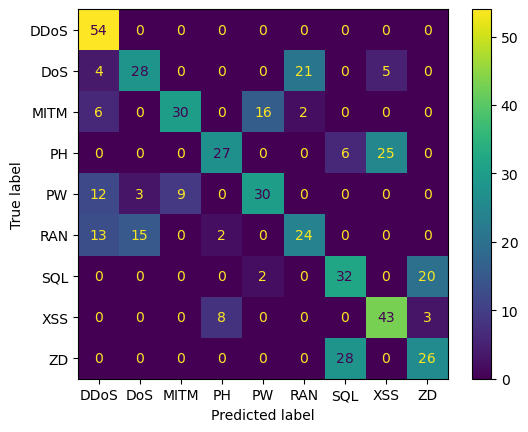 DDoS 54 0 0 0 0 0 0 0 0
DoS 4 28 0 0 0 21 0 5 0
MITM 6 0 30 0 16 2 0 0 0
PH 0 0 0 27 0 0 6 25 0
PW 12 3 9 0 30 0 0 0 0
RAN 13 15 0 2 0 24 0 0 0
SQL 0 0 0 0 2 0 32 0 20
XSS 0 0 0 8 0 0 0 43 3
ZD 0 0 0 0 0 0 28 0 26
DDoS DoS MITM PH PW RAN SQL XSS ZD
Predicted label
True label
50
40
30
20
10
0